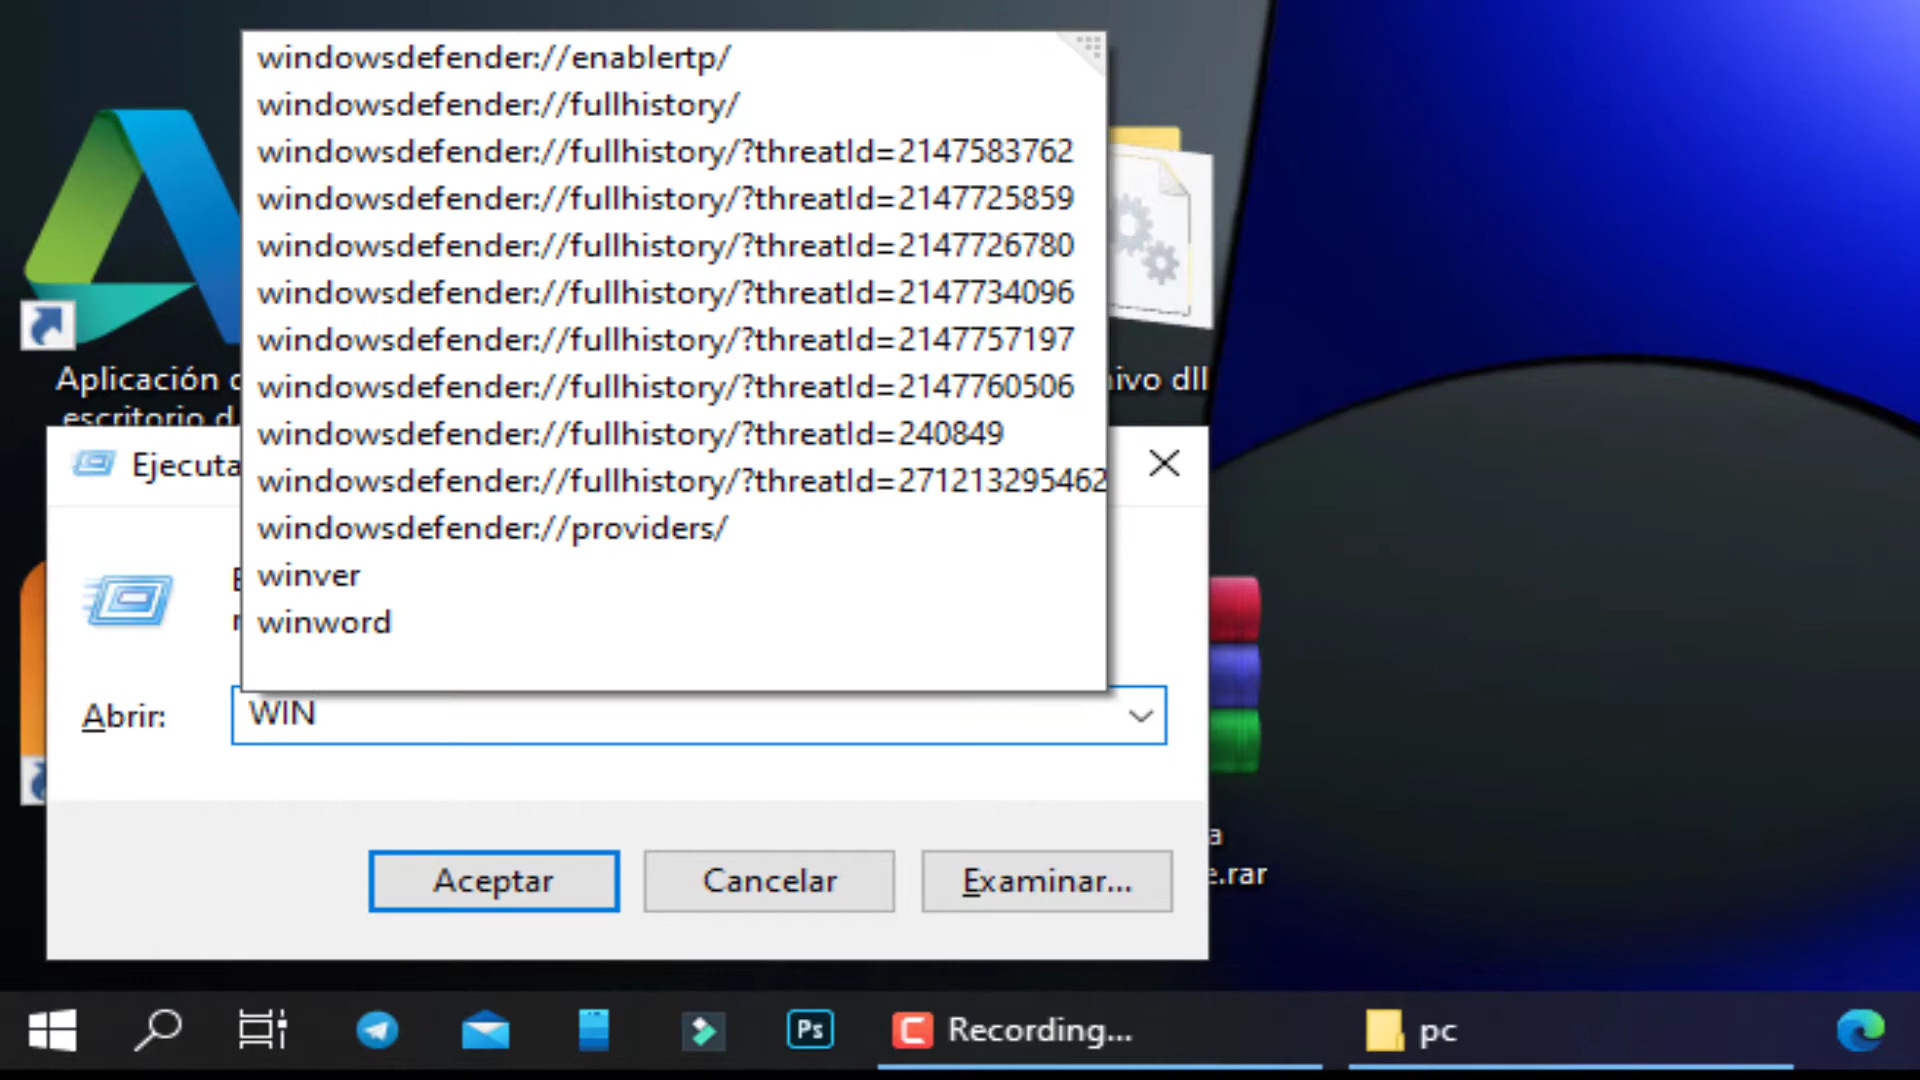 windowsdefender://enablertp/
windowsdefender://fullhistory/
windowsdefender://fullhistory/?threatId=2147583762
windowsdefender://fullhistory/?threatId=2147725859
windowsdefender://fullhistory/?threatId=2147726780
windowsdefender://fullhistory/?threatId=2147734096
windowsdefender://fullhistory/?threatId=2147757197
windowsdefender://fullhistory/?threatId=2147760506
windowsdefender://fullhistory/?threatId=240849
windowsdefender://fullhistory/?threatId=271213295462
windowsdefender://providers/
winver
winword
Aplicación
escritorio d
ivo dll
Ejecuta
Abrir:
WIN
Aceptar
Cancelar
Examinar...
a
e.rar
Ps
Recording...
pc